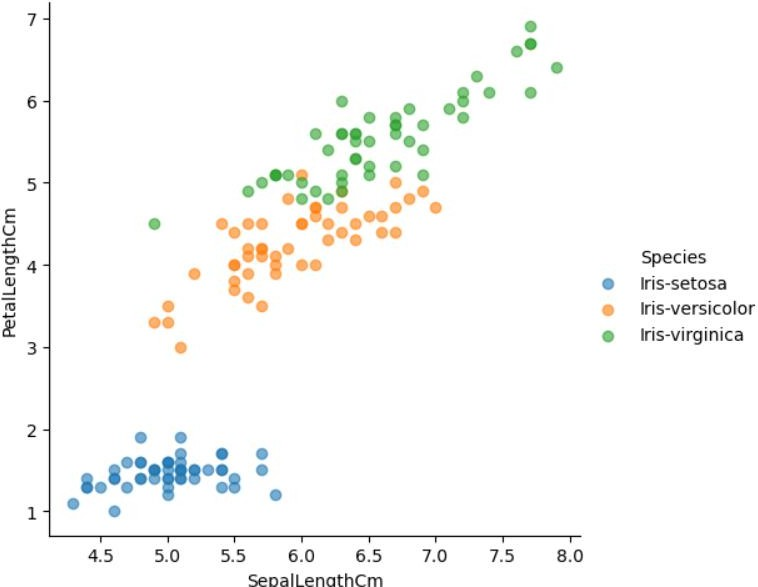 7
6
5
4
3
2
1
PetalLengthCm
4.5 5.0 5.5 6.0 6.5 7.0 7.5 8.0
SepalLengthCm
Species
Iris-setosa
Iris-versicolor
Iris-virginica